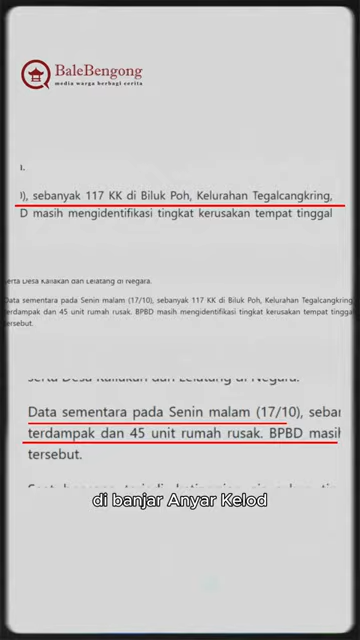 BaleBengong
media warga berbagi cerita
), sebanyak 117 KK di Biluk Poh, Kelurahan Tegalcangkring,
D masih mengidentifikasi tingkat kerusakan tempat tinggal
serta Desa Kaliakah dan Lelateng di Negara.
Data sementara pada Senin malam (17/10), sebanyak 117 KK di Biluk Poh, Kelurahan Tegalcangkring
terdampak dan 45 unit rumah rusak. BPBD masih mengidentifikasi tingkat kerusakan tempat tingga
tersebut.
serta Desa Kaliakah dan Lelateng di Negara.
Data sementara pada Senin malam (17/10), seban
terdampak dan 45 unit rumah rusak. BPBD masih
tersebut.
di banjar Anyar Kelod